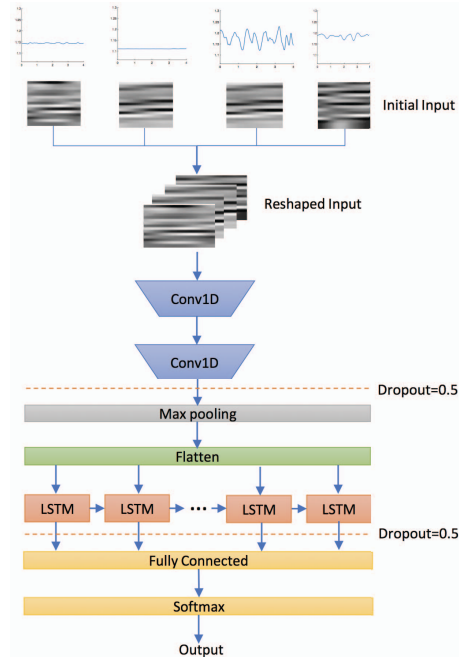 Initial Input
Reshaped Input
Conv1D
Conv1D
Dropout=0.5
Max pooling
Flatten
LSTM LSTM ... LSTM LSTM
Dropout=0.5
Fully Connected
Softmax
Output